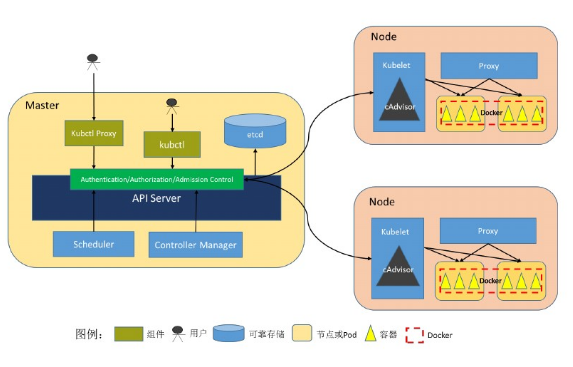 Node
Kubelet
Proxy
cAdvisor
Docker
Master
Kubctl Proxy
kubctl
etcd
Authentication/Authorization/Admission Control
API Server
Scheduler
Controller Manager
Node
Kubelet
Proxy
cAdvisor
Docker
图例：
组件
用户
可靠存储
节点或Pod
容器
Docker